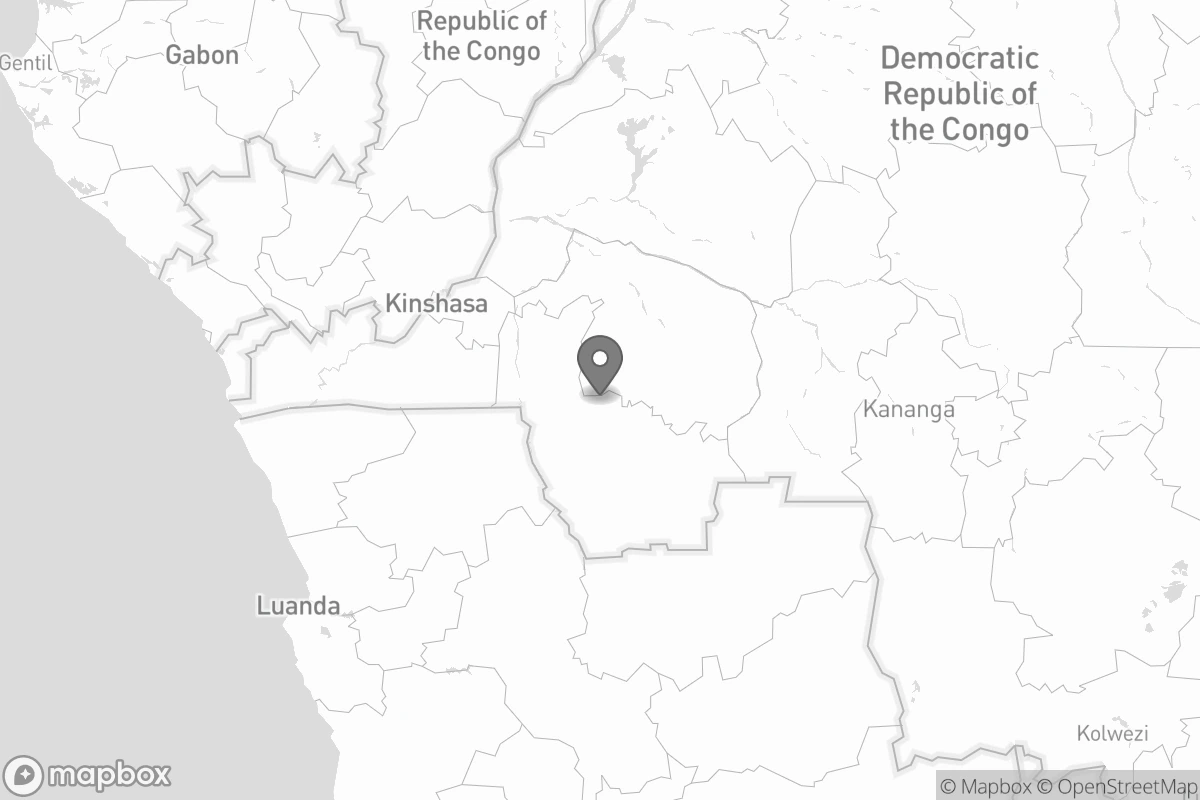 Republic of
the Congo
Gabon
Gentil
Democratic
Republic of
the Congo
Kinshasa
Kananga
Luanda
Kolwezi
mapbox
© Mapbox © OpenStreetMap